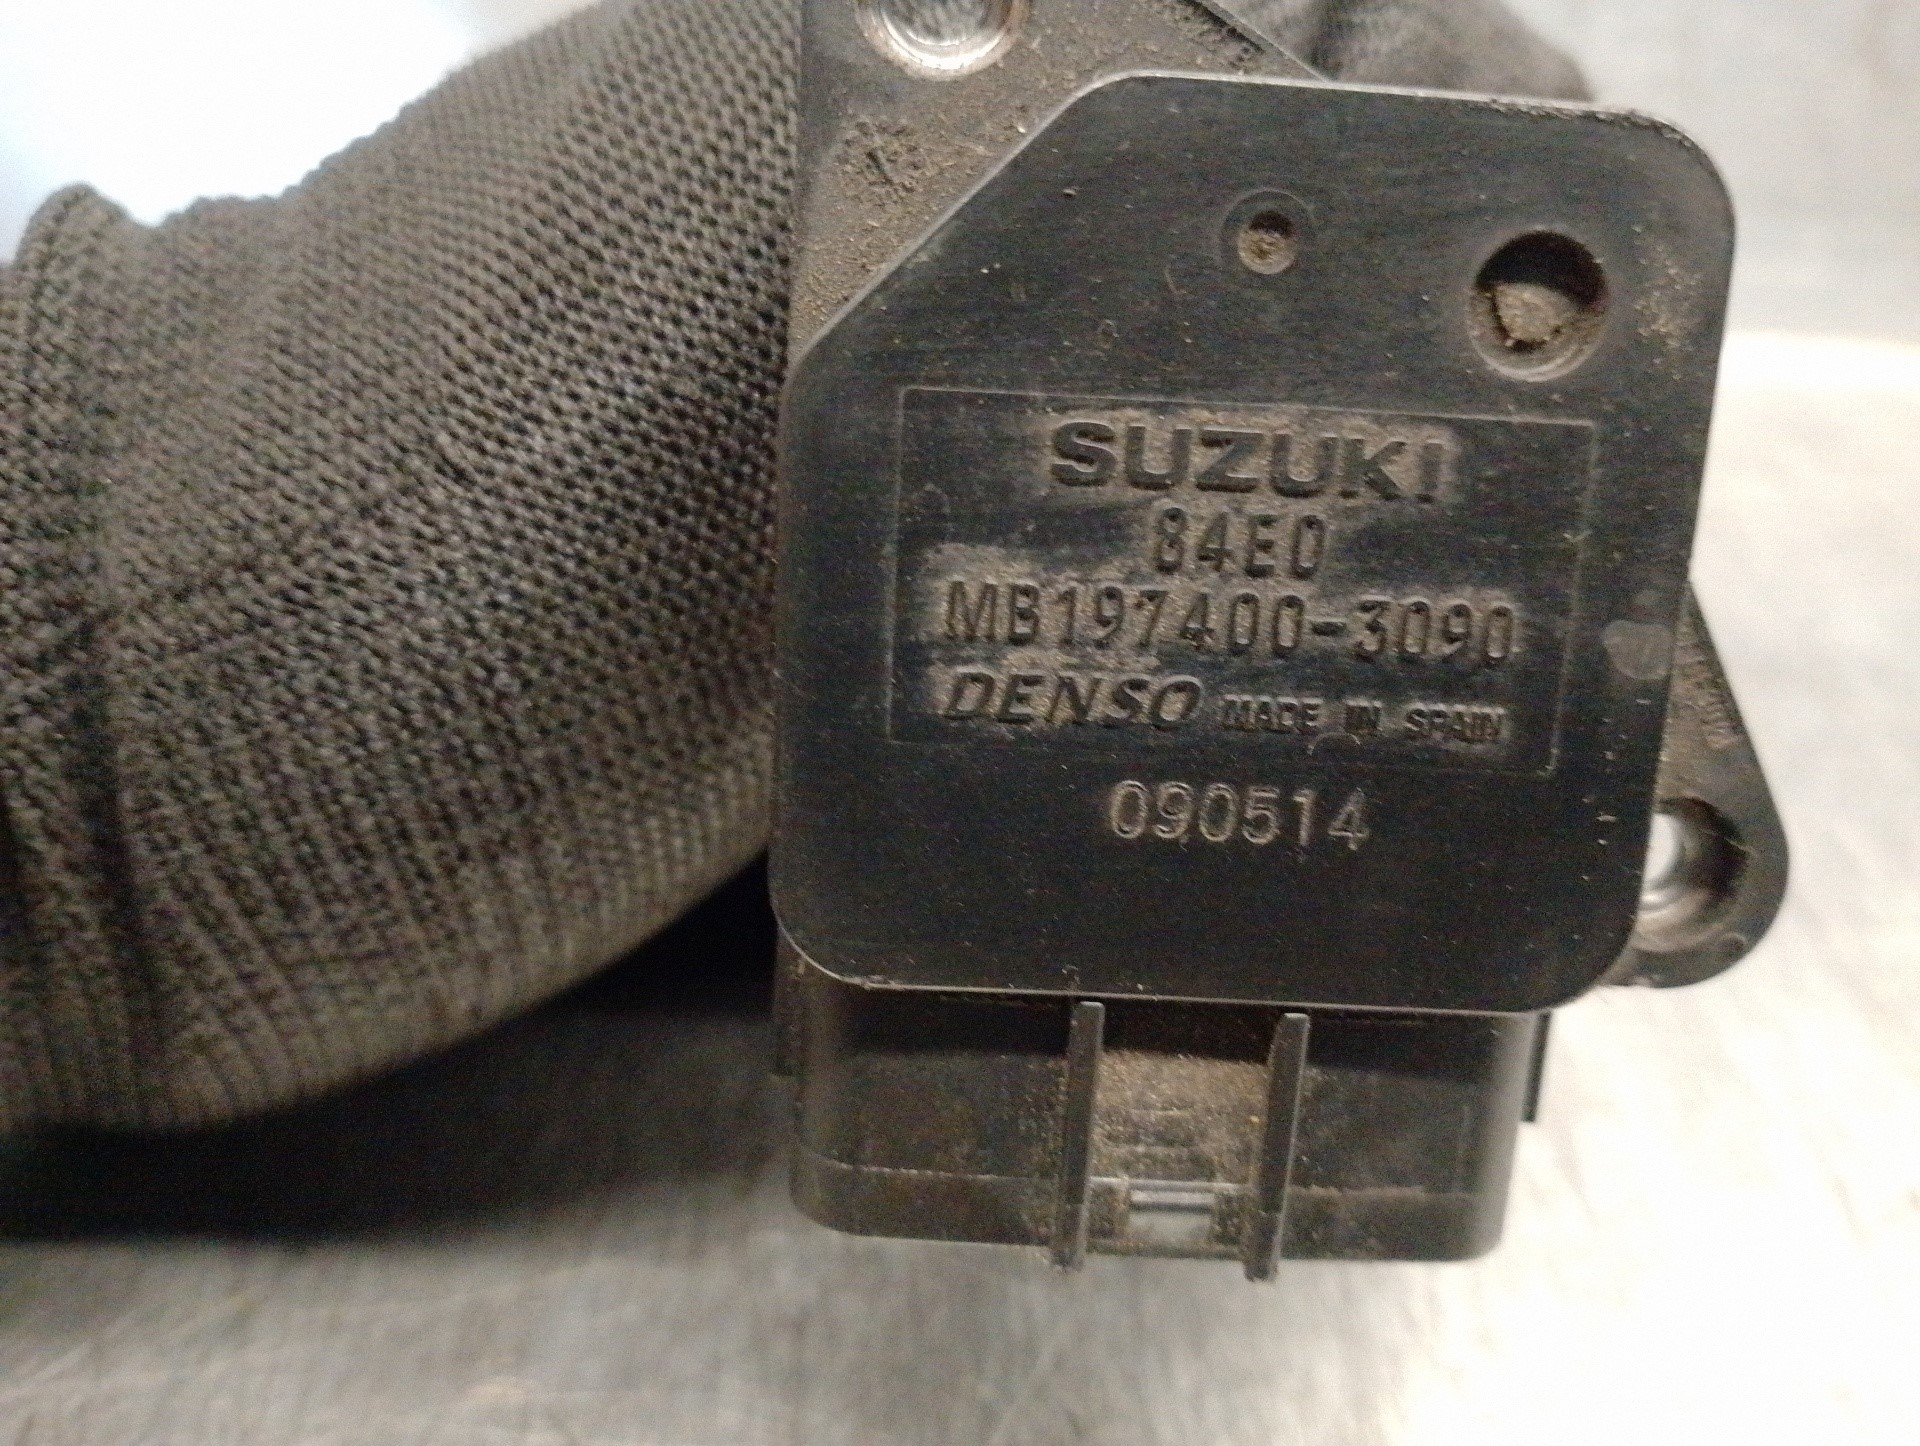 SUZUKI
84E0
MB197400-3090
DENSO MADE IN SPAIN
090514